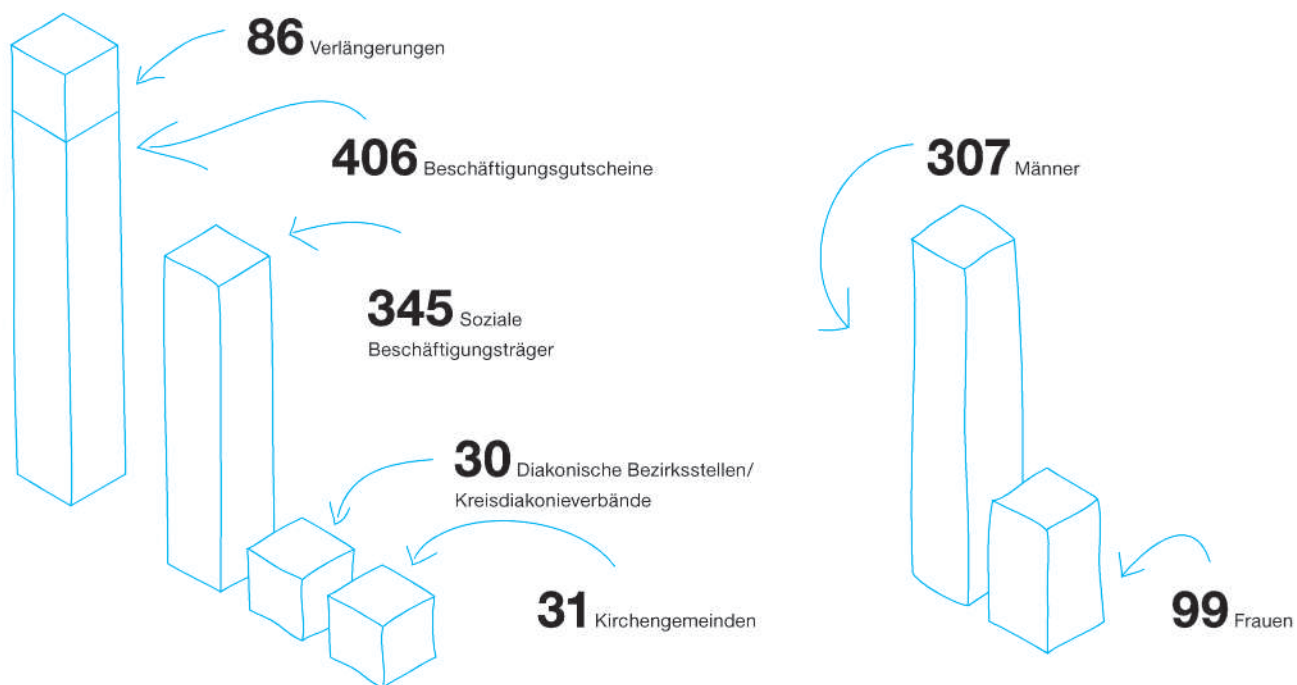 86 Verlängerungen
406 Beschäftigungsgutscheine
345 Soziale
Beschäftigungsträger
30 Diakonische Bezirksstellen/
Kreisdiakonieverbände
31 Kirchengemeinden
307 Männer
99 Frauen